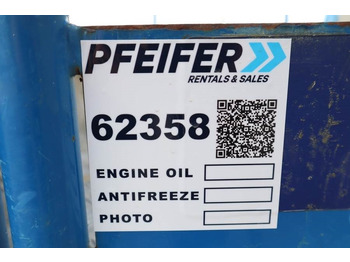 PFEIFER
RENTALS & SALES
62358
ENGINE OIL
ANTIFREEZE
PHOTO